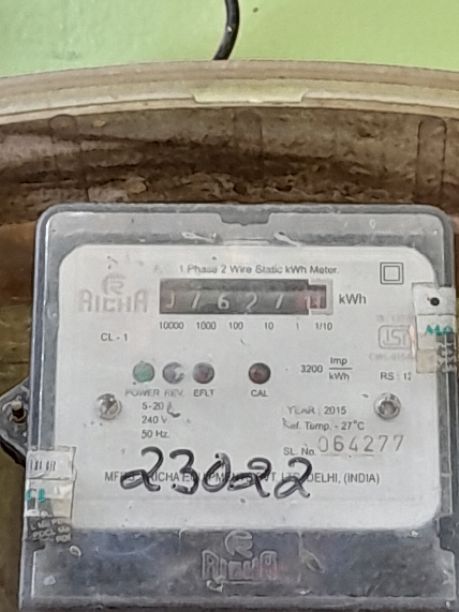 RICHA
1 Phase 2 Wire Static kWh Meter.
kWh
10000 1000 100 10 1 1/10
CL - 1
3200 Imp/kWh
POWER REV. EFLT CAL
5-20
240 V
50 Hz.
YEAR : 2015
Ref. Temp. - 27°C
SL. No. 064277
23022
DELHI, (INDIA)
RICHA